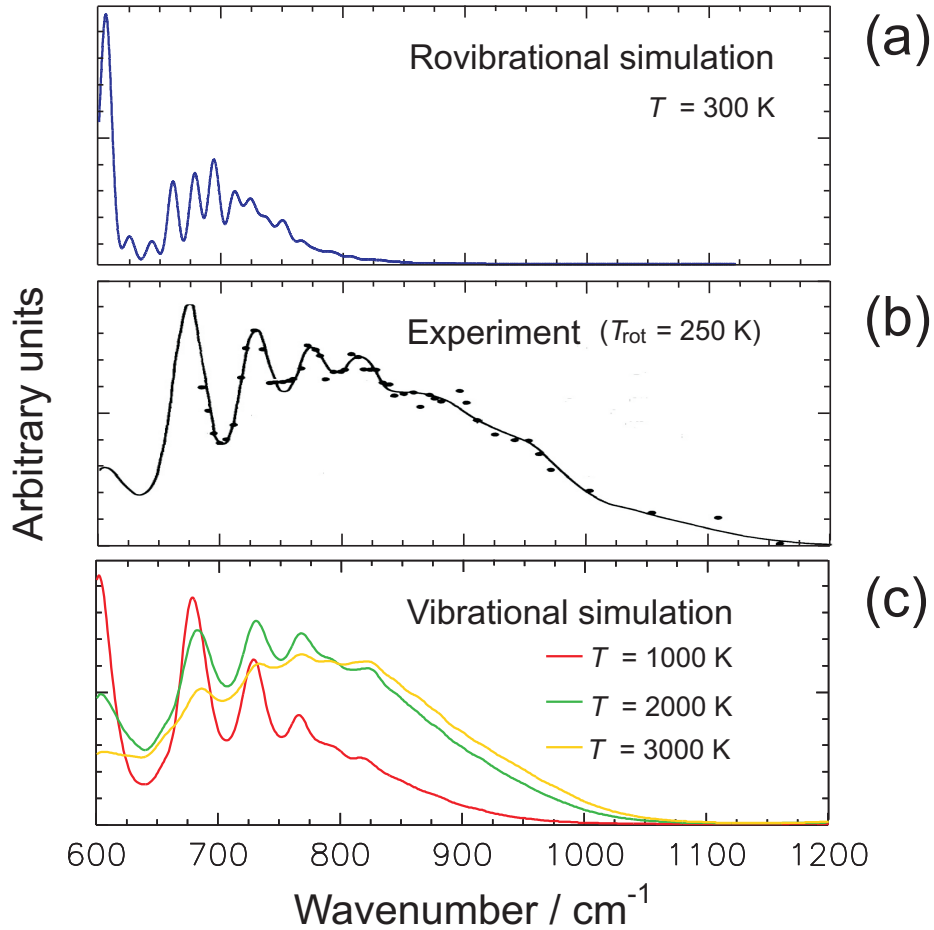 (a)
Rovibrational simulation
T = 300 K
(b)
Experiment (T_rot = 250 K)
Arbitrary units
(c)
Vibrational simulation
T = 1000 K
T = 2000 K
T = 3000 K
600 700 800 900 1000 1100 1200
Wavenumber / cm⁻¹